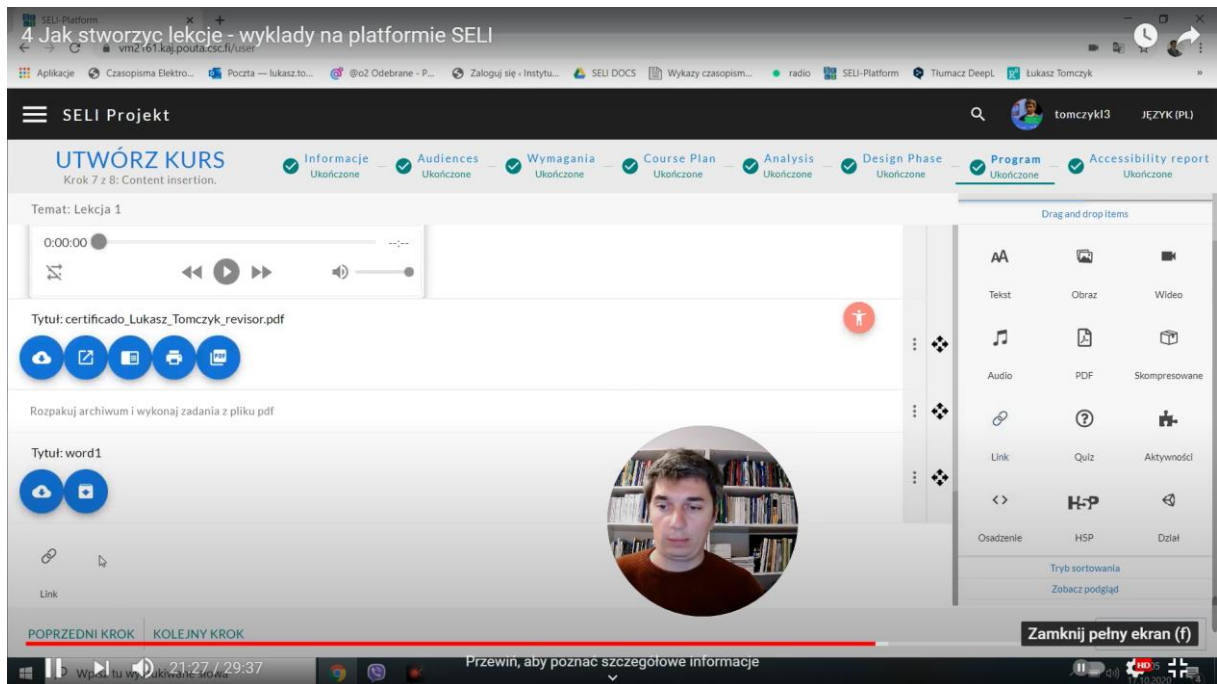 SELI-Platform
4 Jak stworzyc lekcje - wyklady na platformie SELI
vm2161.kaj.pouta.csc.fi/user
Aplikacje Czasopisma Elektro... Poczta — lukasz.to... @o2 Odebrane - P... Zaloguj się ‹ Instytu... SELI DOCS Wykazy czasopism... radio SELI-Platform Tłumacz DeepL Łukasz Tomczyk »
SELI Projekt
tomczykl3 JĘZYK (PL)
UTWÓRZ KURS
Krok 7 z 8: Content insertion.
Informacje Audiences Wymagania Course Plan Analysis Design Phase Program Accessibility report
Ukończone Ukończone Ukończone Ukończone Ukończone Ukończone Ukończone Ukończone
Temat: Lekcja 1
Drag and drop items
0:00:00 --:--
Tekst Obraz Wideo
Tytuł: certificado_Lukasz_Tomczyk_revisor.pdf
Audio PDF Skompresowane
Rozpakuj archiwum i wykonaj zadania z pliku pdf
Tytuł: word1
Link Quiz Aktywności
H5P
Osadzenie H5P Dział
Link
Tryb sortowania
Zobacz podgląd
POPRZEDNI KROK KOLEJNY KROK
Zamknij pełny ekran (f)
21:27 / 29:37
Przewiń, aby poznać szczegółowe informacje
HD
17.10.2020